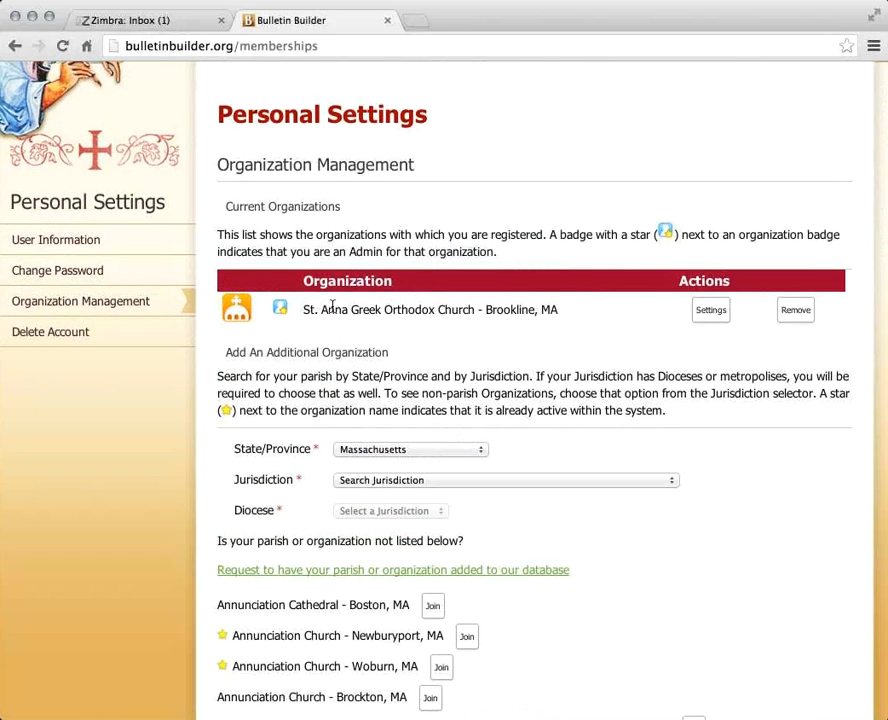 Zimbra: Inbox (1)
Bulletin Builder
bulletinbuilder.org/memberships
Personal Settings
User Information
Change Password
Organization Management
Delete Account
Personal Settings
Organization Management
Current Organizations
This list shows the organizations with which you are registered. A badge with a star ( ) next to an organization badge
indicates that you are an Admin for that organization.
Organization Actions
St. Anna Greek Orthodox Church - Brookline, MA Settings Remove
Add An Additional Organization
Search for your parish by State/Province and by Jurisdiction. If your Jurisdiction has Dioceses or metropolises, you will be
required to choose that as well. To see non-parish Organizations, choose that option from the Jurisdiction selector. A star
( ) next to the organization name indicates that it is already active within the system.
State/Province * Massachusetts
Jurisdiction * Search Jurisdiction
Diocese * Select a Jurisdiction
Is your parish or organization not listed below?
Request to have your parish or organization added to our database
Annunciation Cathedral - Boston, MA Join
Annunciation Church - Newburyport, MA Join
Annunciation Church - Woburn, MA Join
Annunciation Church - Brockton, MA Join